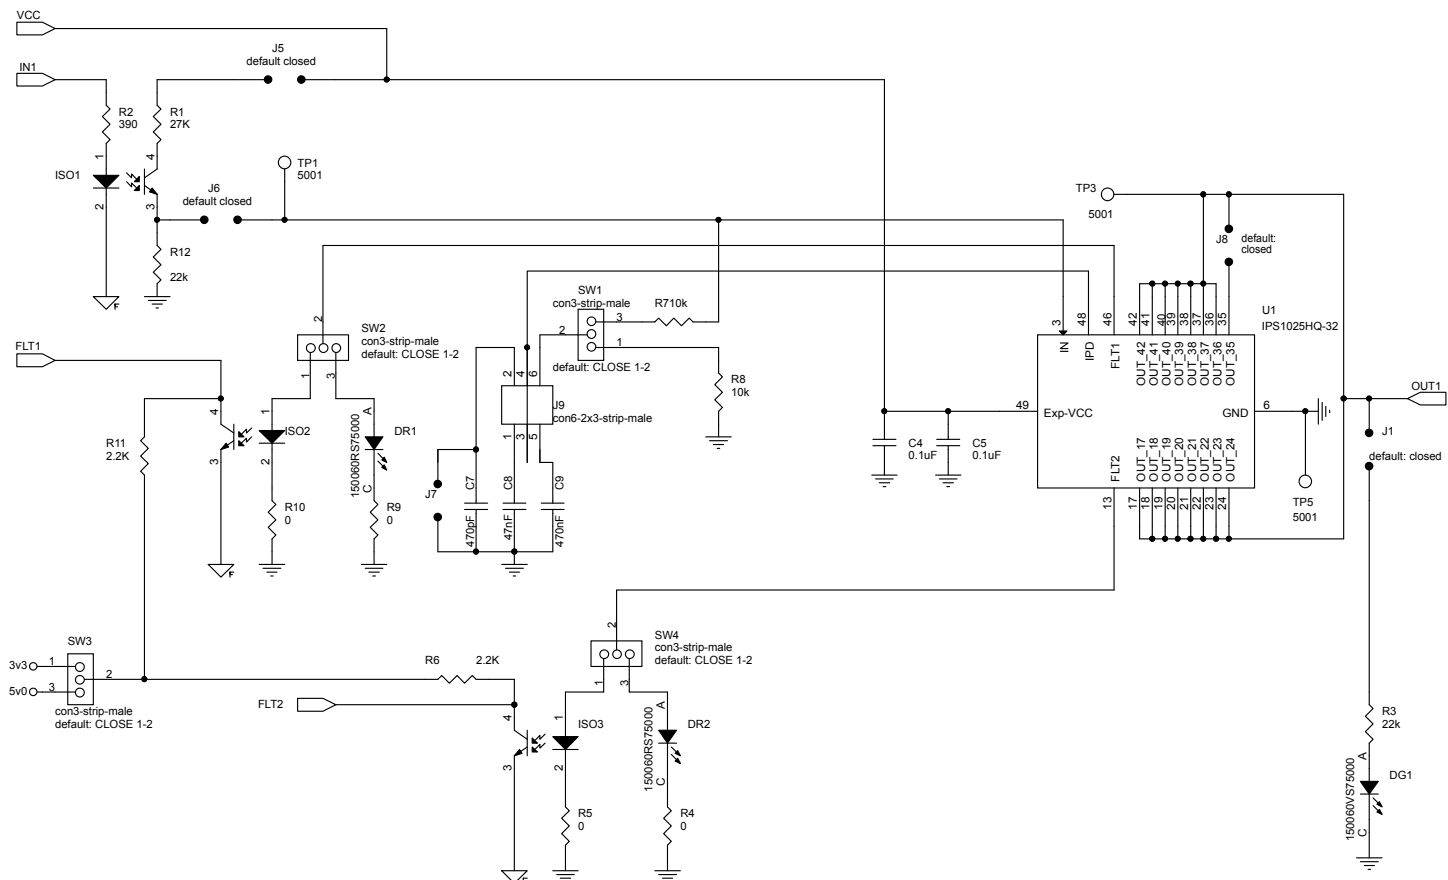 VCC
J5
default closed
IN1
R2
390
R1
27K
1
4
ISO1
2
3
TP1
5001
J6
default closed
R12
22k
F
TP3
5001
J8
default:
closed
SW1
con3-strip-male
3
2
1
default: CLOSE 1-2
R710k
R8
10k
2
SW2
con3-strip-male
default: CLOSE 1-2
1
3
FLT1
4
3
R11
2.2K
1
ISO2
2
R10
0
A
DR1
150060RS75000
C
R9
0
F
2
4
6
J9
con6-2x3-strip-male
1
3
5
J7
C7
470pF
C8
47nF
C9
470nF
3
48
46
42
41
40
39
38
37
36
35
U1
IPS1025HQ-32
IN
IPD
FLT1
OUT_42
OUT_41
OUT_40
OUT_39
OUT_38
OUT_37
OUT_36
OUT_35
49
Exp-VCC
GND
6
FLT2
OUT_17
OUT_18
OUT_19
OUT_20
OUT_21
OUT_22
OUT_23
OUT_24
13
17
18
19
20
21
22
23
24
C4
0.1uF
C5
0.1uF
TP5
5001
OUT1
J1
default: closed
SW3
3v3
1
2
5v0
3
con3-strip-male
default: CLOSE 1-2
R6
2.2K
FLT2
4
3
2
SW4
con3-strip-male
default: CLOSE 1-2
1
3
1
ISO3
2
R5
0
A
DR2
150060RS75000
C
R4
0
F
R3
22k
A
DG1
150060VS75000
C